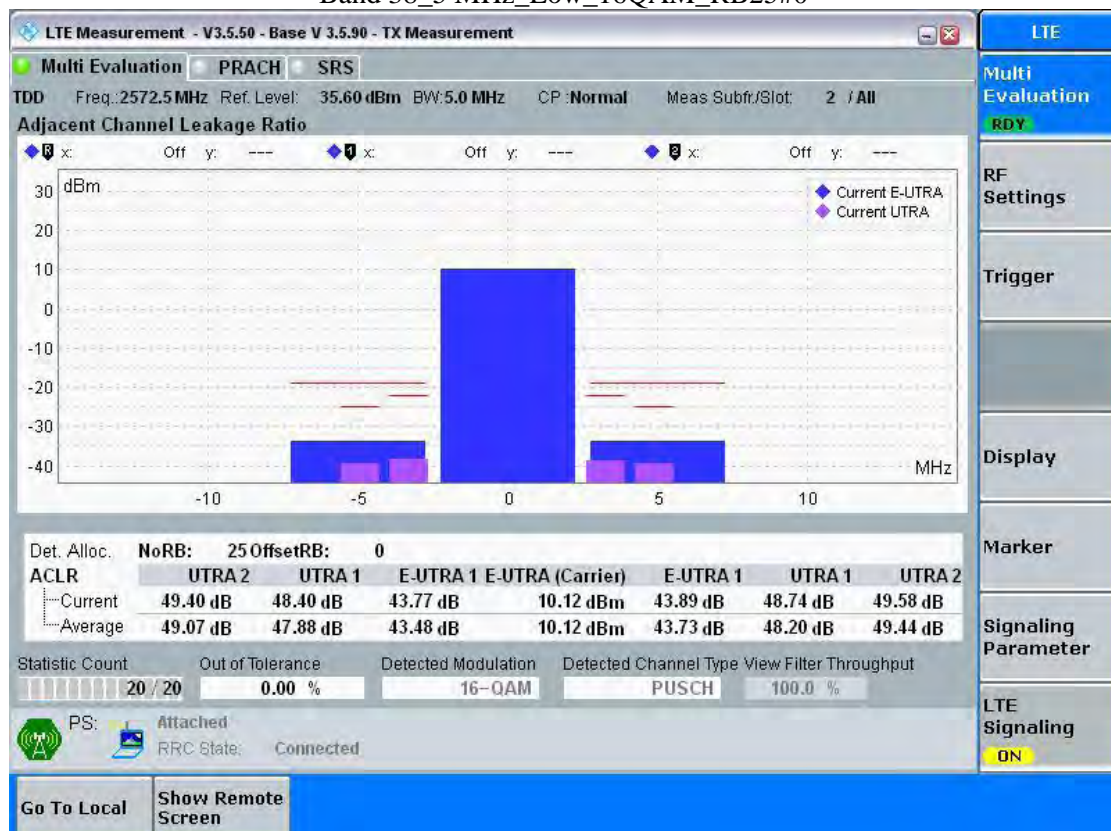 LTE Measurement - V3.5.50 - Base V 3.5.90 - TX Measurement
LTE
Multi Evaluation PRACH SRS
TDD Freq.:2572.5 MHz Ref. Level: 35.60 dBm BW:5.0 MHz CP :Normal Meas Subfr./Slot: 2 / All
Adjacent Channel Leakage Ratio
R x: Off y: --- 1 x: Off y: --- 2 x: Off y: ---
dBm
Current E-UTRA
Current UTRA
30
20
10
0
-10
-20
-30
-40
MHz
-10 -5 0 5 10
Det. Alloc. NoRB: 25 OffsetRB: 0
ACLR UTRA 2 UTRA 1 E-UTRA 1 E-UTRA (Carrier) E-UTRA 1 UTRA 1 UTRA 2
Current 49.40 dB 48.40 dB 43.77 dB 10.12 dBm 43.89 dB 48.74 dB 49.58 dB
Average 49.07 dB 47.88 dB 43.48 dB 10.12 dBm 43.73 dB 48.20 dB 49.44 dB
Statistic Count Out of Tolerance Detected Modulation Detected Channel Type View Filter Throughput
20 / 20 0.00 % 16-QAM PUSCH 100.0 %
PS: Attached
RRC State: Connected
Multi
Evaluation
RDY
RF
Settings
Trigger
Display
Marker
Signaling
Parameter
LTE
Signaling
ON
Go To Local
Show Remote
Screen